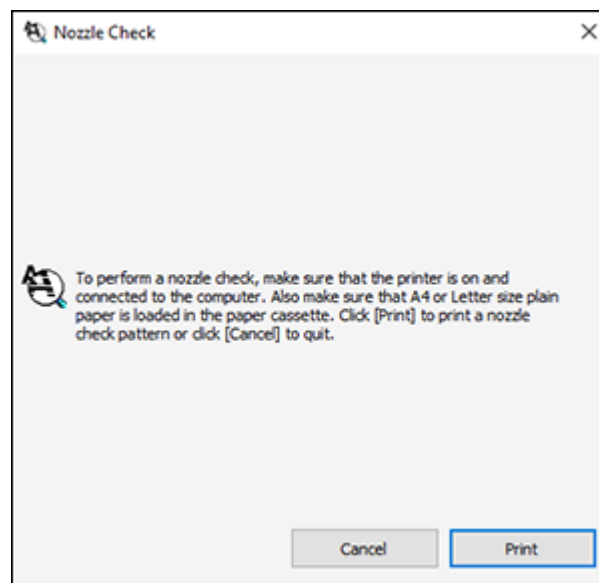 Nozzle Check
To perform a nozzle check, make sure that the printer is on and
connected to the computer. Also make sure that A4 or Letter size plain
paper is loaded in the paper cassette. Click [Print] to print a nozzle
check pattern or click [Cancel] to quit.
Cancel Print